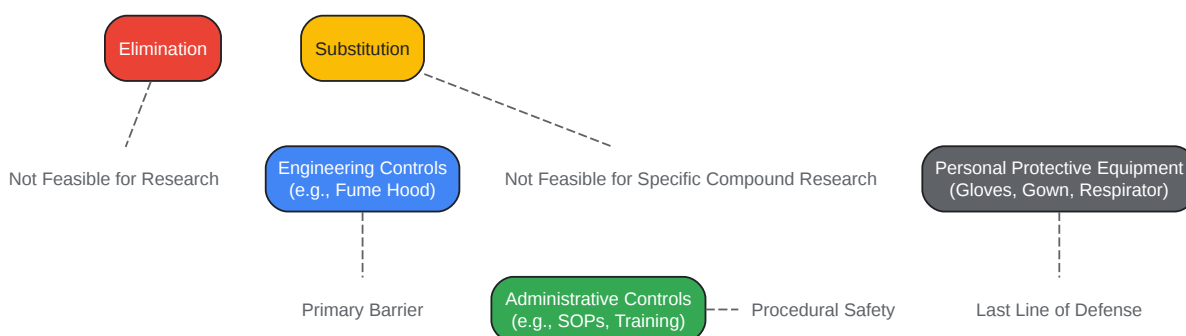 Elimination
Substitution
Not Feasible for Research
Engineering Controls
(e.g., Fume Hood)
Not Feasible for Specific Compound Research
Personal Protective Equipment
(Gloves, Gown, Respirator)
Primary Barrier
Administrative Controls
(e.g., SOPs, Training)
Procedural Safety
Last Line of Defense